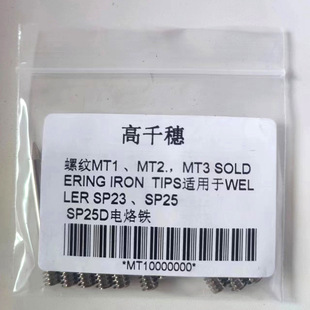 高千穗
螺纹MT1 、 MT2.，MT3 SOLD
ERING IRON  TIPS适用于WEL
LER SP23 、 SP25
SP25D电烙铁
*MT10000000*